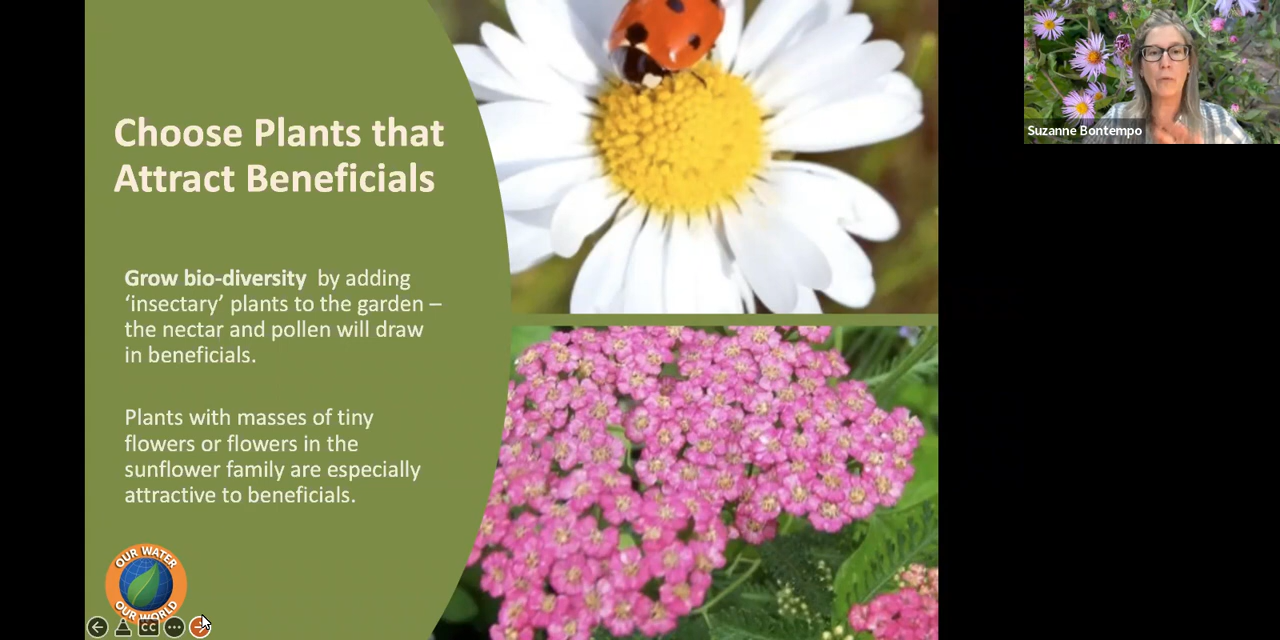 Choose Plants that
Attract Beneficials
Grow bio-diversity by adding
‘insectary’ plants to the garden –
the nectar and pollen will draw
in beneficials.
Plants with masses of tiny
flowers or flowers in the
sunflower family are especially
attractive to beneficials.
OUR WATER
OUR WORLD
CC
Suzanne Bontempo